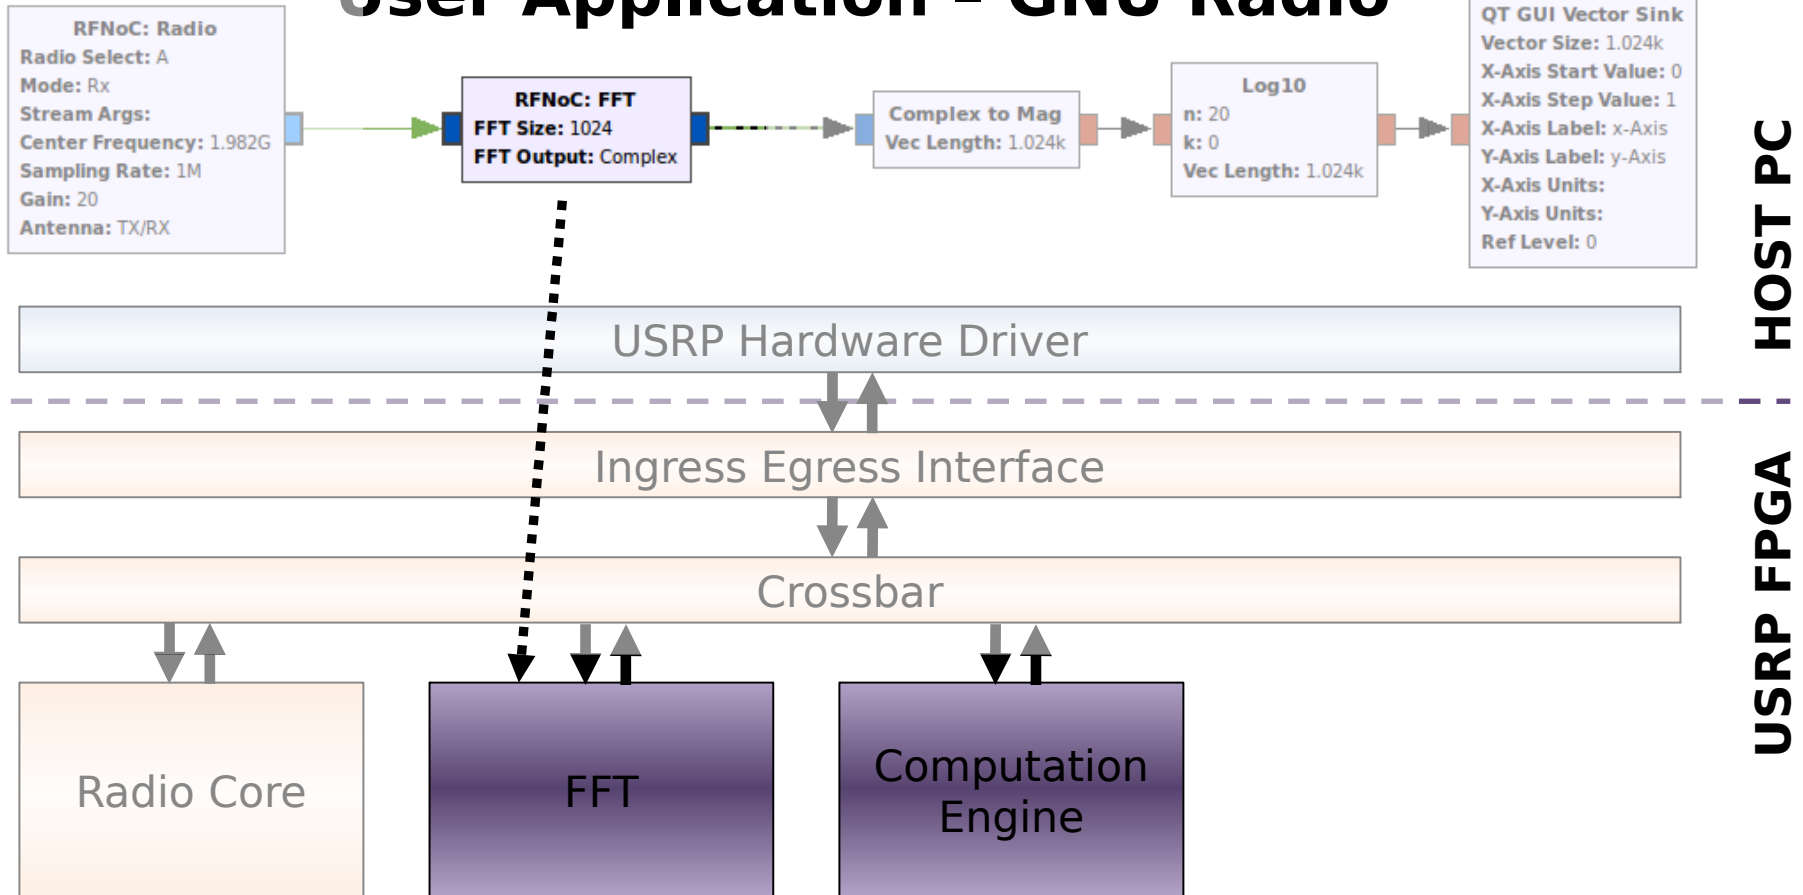 User Application – GNU Radio
RFNoC: Radio
Radio Select: A
Mode: Rx
Stream Args:
Center Frequency: 1.982G
Sampling Rate: 1M
Gain: 20
Antenna: TX/RX
RFNoC: FFT
FFT Size: 1024
FFT Output: Complex
Complex to Mag
Vec Length: 1.024k
Log10
n: 20
k: 0
Vec Length: 1.024k
QT GUI Vector Sink
Vector Size: 1.024k
X-Axis Start Value: 0
X-Axis Step Value: 1
X-Axis Label: x-Axis
Y-Axis Label: y-Axis
X-Axis Units:
Y-Axis Units:
Ref Level: 0
HOST PC
USRP Hardware Driver
Ingress Egress Interface
Crossbar
USRP FPGA
Radio Core
FFT
Computation
Engine